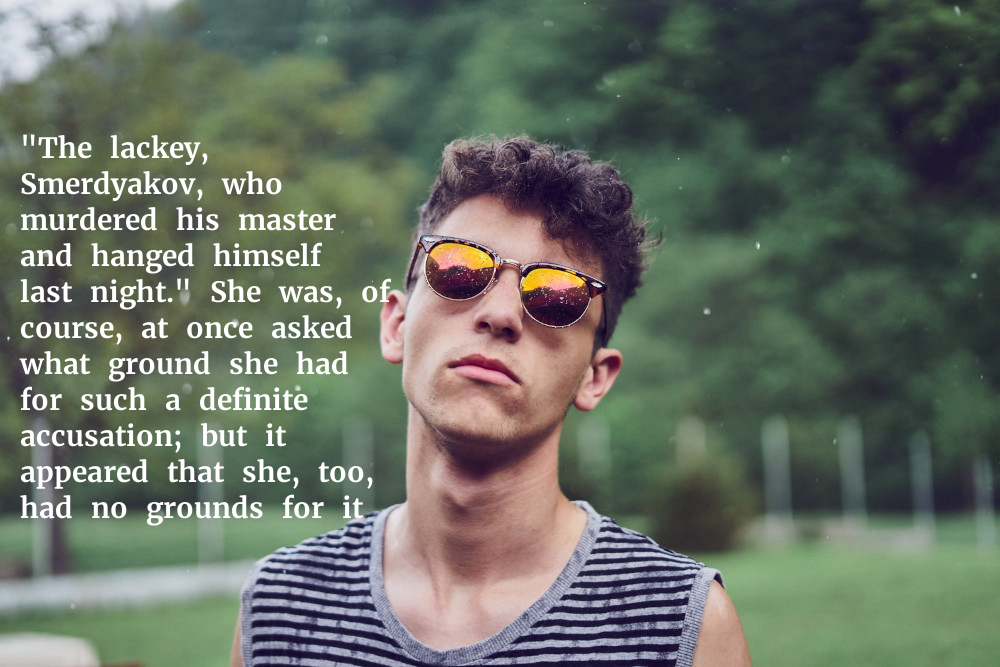 "The lackey,
Smerdyakov, who
murdered his master
and hanged himself
last night." She was, of
course, at once asked
what ground she had
for such a definite
accusation; but it
appeared that she, too,
had no grounds for it